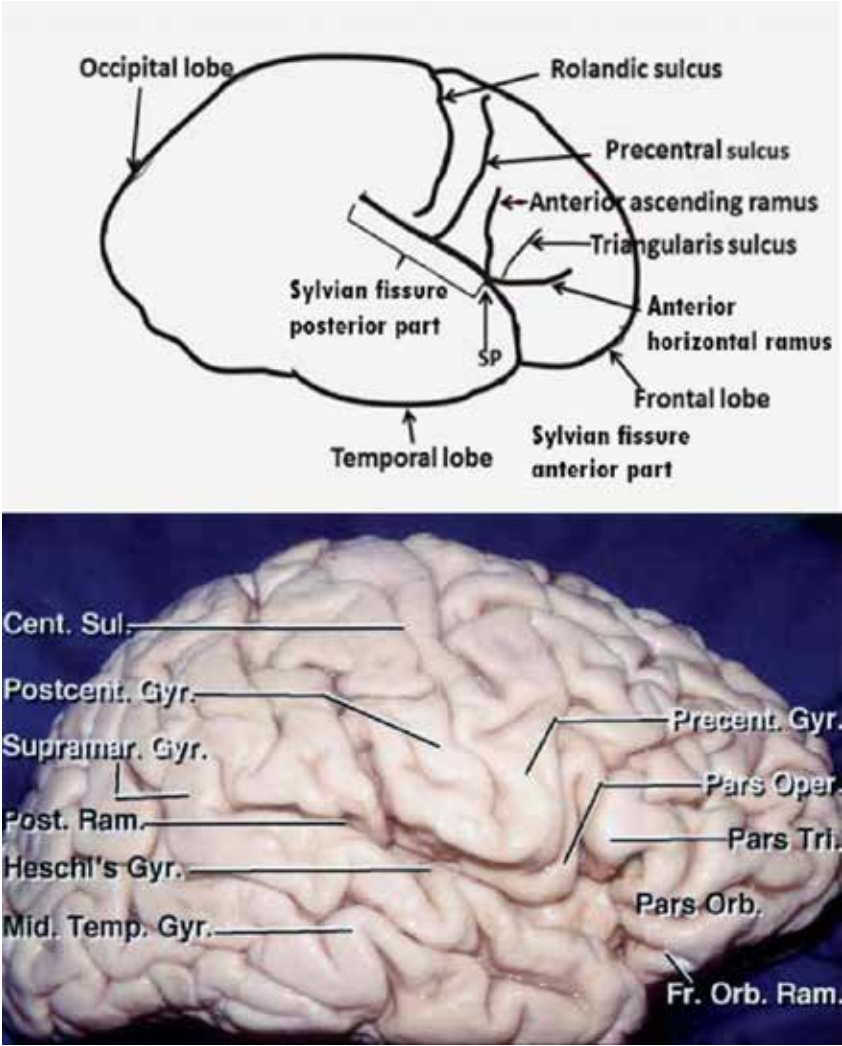 Occipital lobe
Rolandic sulcus
Precentral sulcus
Anterior ascending ramus
Triangularis sulcus
Sylvian fissure
posterior part
SP
Anterior
horizontal ramus
Frontal lobe
Temporal lobe
Sylvian fissure
anterior part
Cent. Sul.
Postcent. Gyr.
Supramar. Gyr.
Post. Ram.
Heschl's Gyr.
Mid. Temp. Gyr.
Precent. Gyr.
Pars Oper.
Pars Tri.
Pars Orb.
Fr. Orb. Ram.